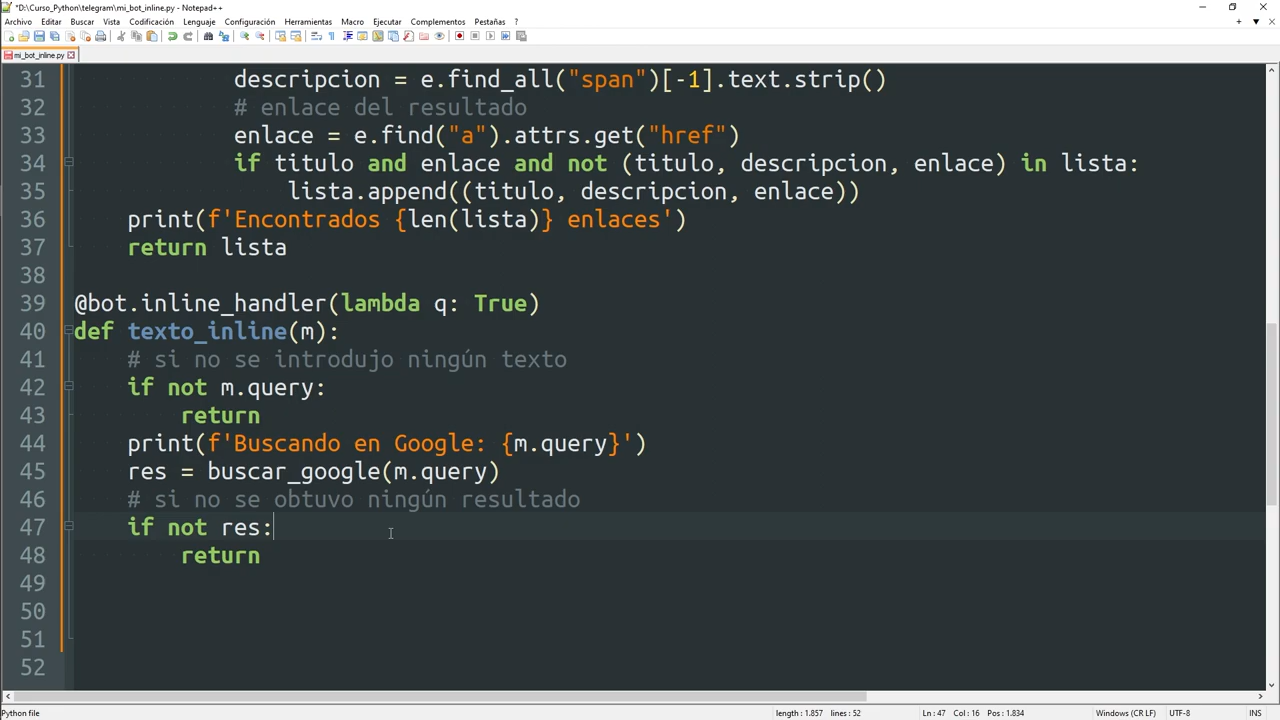 *D:\Curso_Python\telegram\mi_bot_inline.py - Notepad++
Archivo Editar Buscar Vista Codificación Lenguaje Configuración Herramientas Macro Ejecutar Complementos Pestañas ?
mi_bot_inline.py
31 descripcion = e.find_all("span")[-1].text.strip()
32 # enlace del resultado
33 enlace = e.find("a").attrs.get("href")
34 if titulo and enlace and not (titulo, descripcion, enlace) in lista:
35 lista.append((titulo, descripcion, enlace))
36 print(f'Encontrados {len(lista)} enlaces')
37 return lista
38
39 @bot.inline_handler(lambda q: True)
40 def texto_inline(m):
41 # si no se introdujo ningún texto
42 if not m.query:
43 return
44 print(f'Buscando en Google: {m.query}')
45 res = buscar_google(m.query)
46 # si no se obtuvo ningún resultado
47 if not res:
48 return
49
50
51
52
Python file length : 1.857 lines : 52 Ln : 47 Col : 16 Pos : 1.834 Windows (CR LF) UTF-8 INS